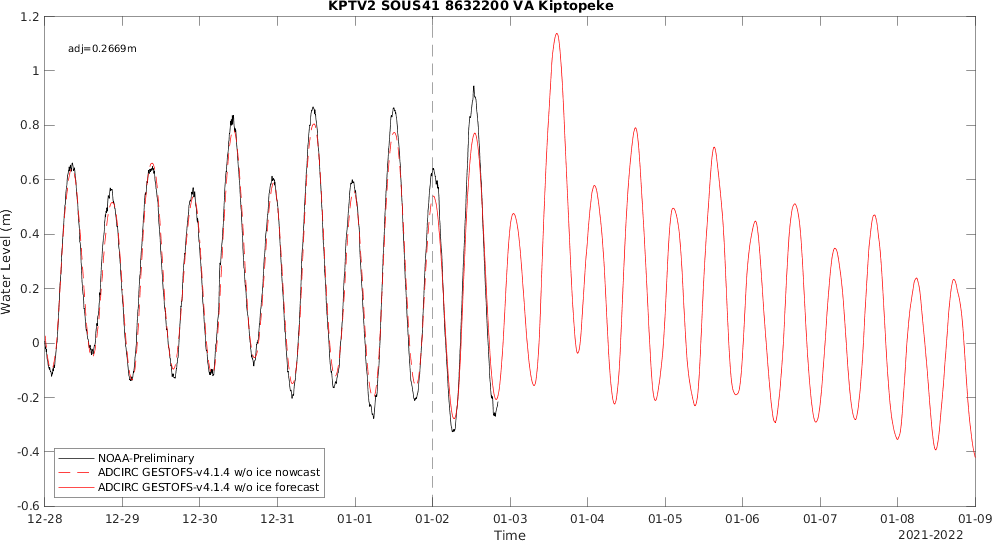 KPTV2 SOUS41 8632200 VA Kiptopeke
adj=0.2669m
1.2
1
0.8
0.6
0.4
0.2
0
-0.2
-0.4
-0.6
Water Level (m)
NOAA-Preliminary
ADCIRC GESTOFS-v4.1.4 w/o ice nowcast
ADCIRC GESTOFS-v4.1.4 w/o ice forecast
12-28 12-29 12-30 12-31 01-01 01-02 01-03 01-04 01-05 01-06 01-07 01-08 01-09
Time
2021-2022